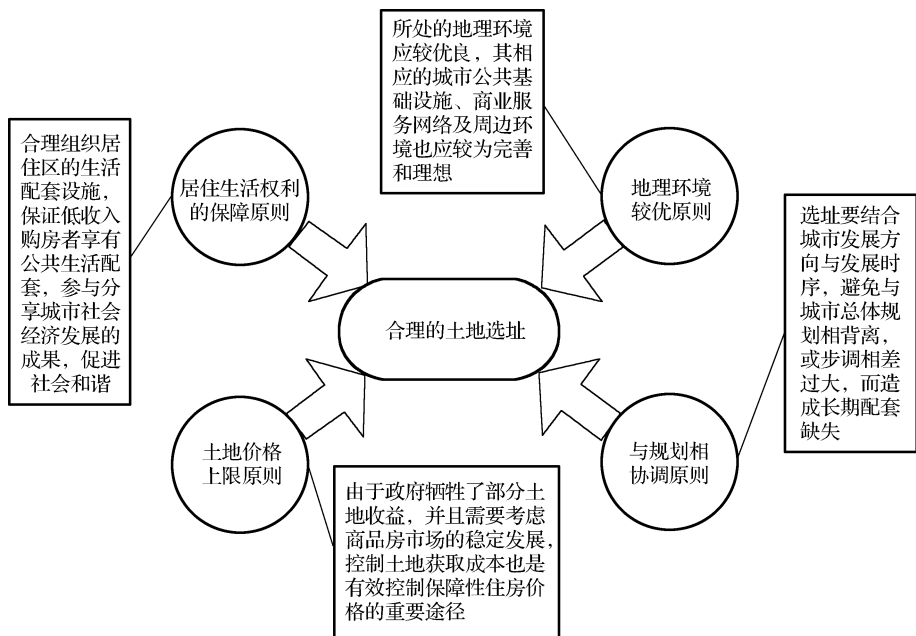 所处的地理环境
应较优良，其相
应的城市公共基
础设施、商业服
务网络及周边环
境也应较为完善
和理想
合理组织居
住区的生活
配套设施，
保证低收入
购房者享有
公共生活配
套，参与分
享城市社会
经济发展的
成果，促进
社会和谐
居住生活权利
的保障原则
地理环境
较优原则
选址要结合
城市发展方
向与发展时
序，避免与
城市总体规
划相背离，
或步调相差
过大，而造
成长期配套
缺失
合理的土地选址
土地价格
上限原则
与规划相
协调原则
由于政府牺牲了部分土
地收益，并且需要考虑
商品房市场的稳定发展，
控制土地获取成本也是
有效控制保障性住房价
格的重要途径